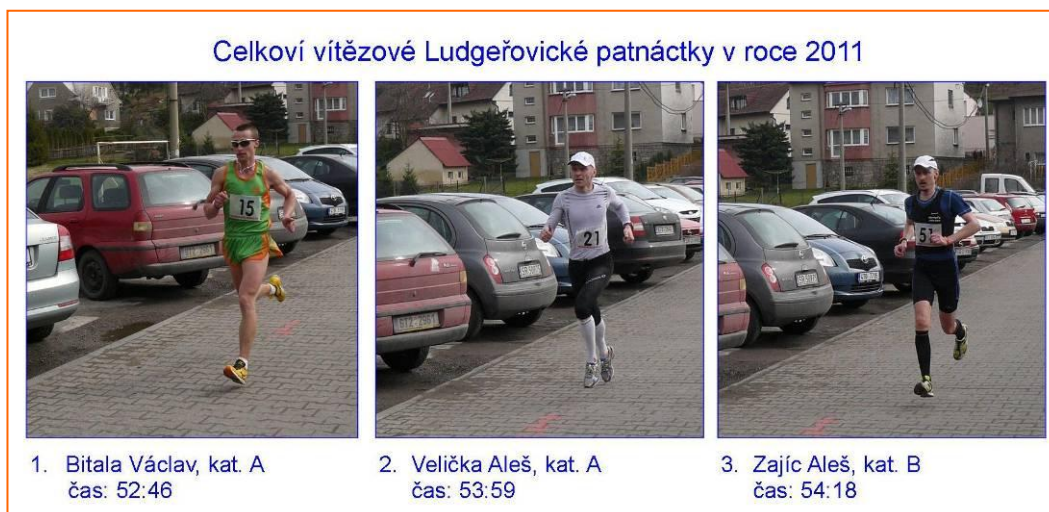 Celkoví vítězové Ludgeřovické patnáctky v roce 2011
15
21
51
1. Bitala Václav, kat. A
čas: 52:46
2. Velička Aleš, kat. A
čas: 53:59
3. Zajíc Aleš, kat. B
čas: 54:18